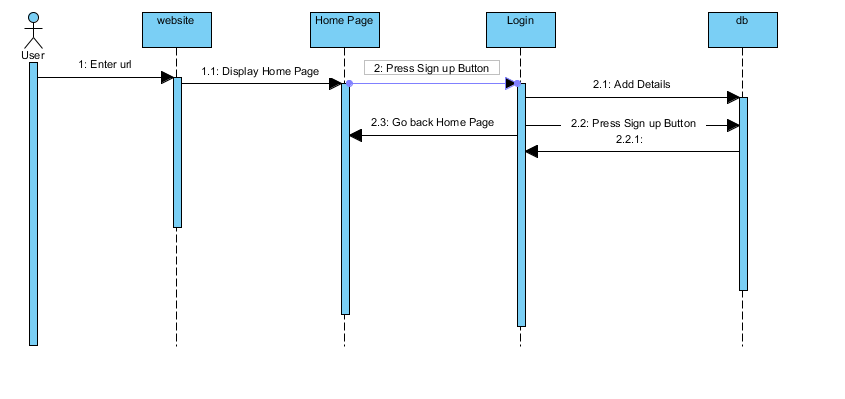 website
Home Page
Login
db
User
1: Enter url
1.1: Display Home Page
2: Press Sign up Button
2.1: Add Details
2.3: Go back Home Page
2.2: Press Sign up Button
2.2.1: